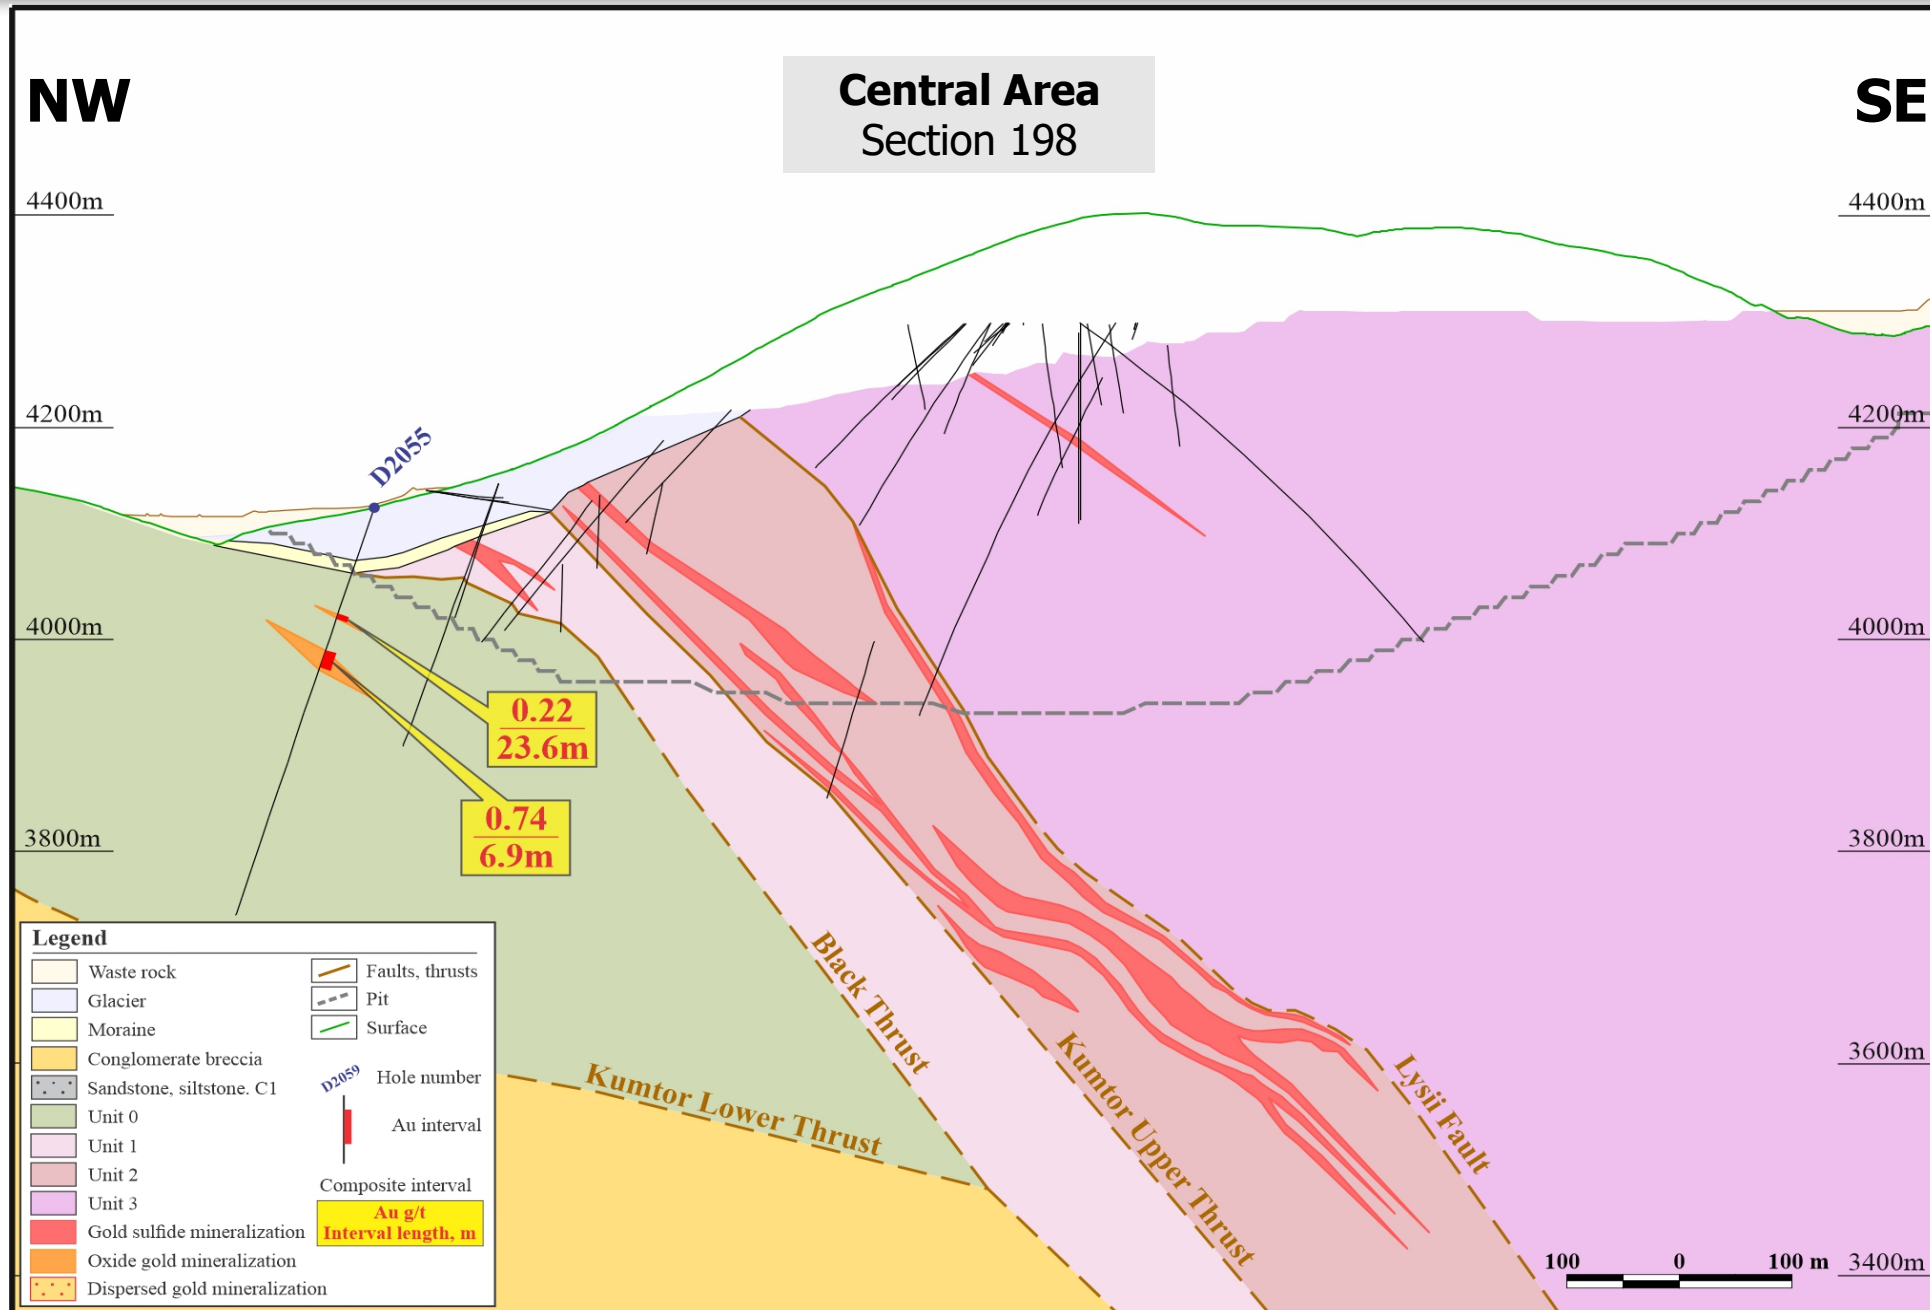 NW
Central Area
Section 198
SE
4400m
4400m
4200m
4200m
D2055
4000m
4000m
0.22
23.6m
0.74
6.9m
3800m
3800m
3600m
3400m
Black Thrust
Kumtor Lower Thrust
Kumtor Upper Thrust
Lysii Fault
Legend
Waste rock
Glacier
Moraine
Conglomerate breccia
Sandstone, siltstone. C1
Unit 0
Unit 1
Unit 2
Unit 3
Gold sulfide mineralization
Oxide gold mineralization
Dispersed gold mineralization
Faults, thrusts
Pit
Surface
D2059
Hole number
Au interval
Composite interval
Au g/t
Interval length, m
100 0 100 m